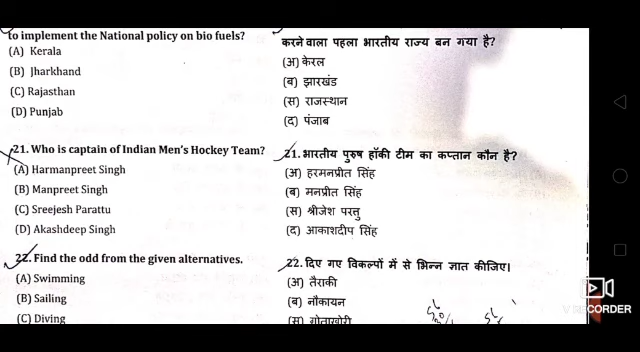 to implement the National policy on bio fuels?
(A) Kerala
(B) Jharkhand
(C) Rajasthan
(D) Punjab
21. Who is captain of Indian Men's Hockey Team?
(A) Harmanpreet Singh
(B) Manpreet Singh
(C) Sreejesh Parattu
(D) Akashdeep Singh
22. Find the odd from the given alternatives.
(A) Swimming
(B) Sailing
(C) Diving
करने वाला पहला भारतीय राज्य बन गया है?
(अ) केरल
(ब) झारखंड
(स) राजस्थान
(द) पंजाब
21. भारतीय पुरुष हॉकी टीम का कप्तान कौन है?
(अ) हरमनप्रीत सिंह
(ब) मनप्रीत सिंह
(स) श्रीजेश परत्तु
(द) आकाशदीप सिंह
22. दिए गए विकल्पों में से भिन्न ज्ञात कीजिए।
(अ) तैराकी
(ब) नौकायन
(स) गोताखोरी
RECORDER